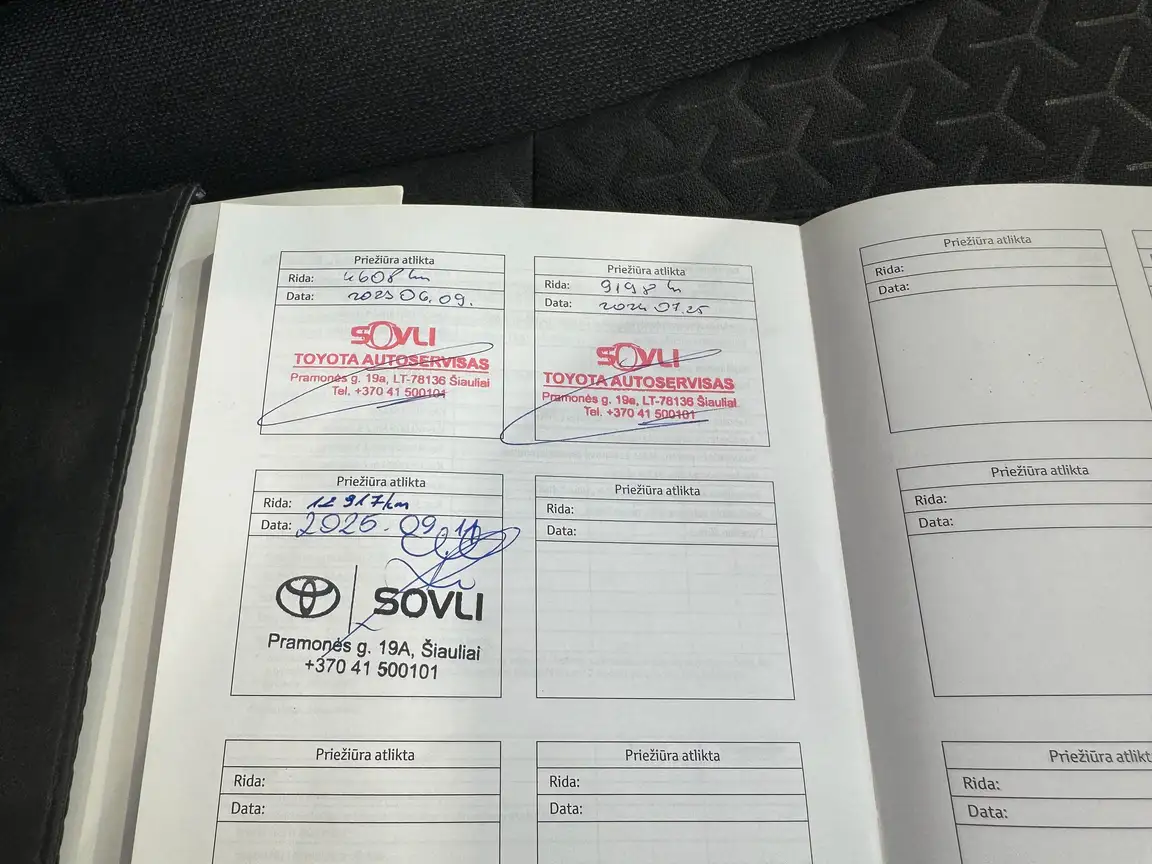 Priežiūra atlikta
Rida: 4608 km
Data: 2023 06.09.
SOVLI
TOYOTA AUTOSERVISAS
Pramonės g. 19a, LT-78136 Šiauliai
Tel. +370 41 500101
Priežiūra atlikta
Rida: 9198 km
Data: 2024 07.25
SOVLI
TOYOTA AUTOSERVISAS
Pramonės g. 19a, LT-78136 Šiauliai
Tel. +370 41 500101
Priežiūra atlikta
Rida: 12 917 km
Data: 2025. 09.
SOVLI
Pramonės g. 19A, Šiauliai
+370 41 500101
Priežiūra atlikta
Rida:
Data:
Priežiūra atlikta
Rida:
Data:
Priežiūra atlikta
Rida:
Data:
Priežiūra atlikta
Rida:
Data:
Priežiūra atlikta
Rida:
Data:
Priežiūra atlikt
Rida:
Data: